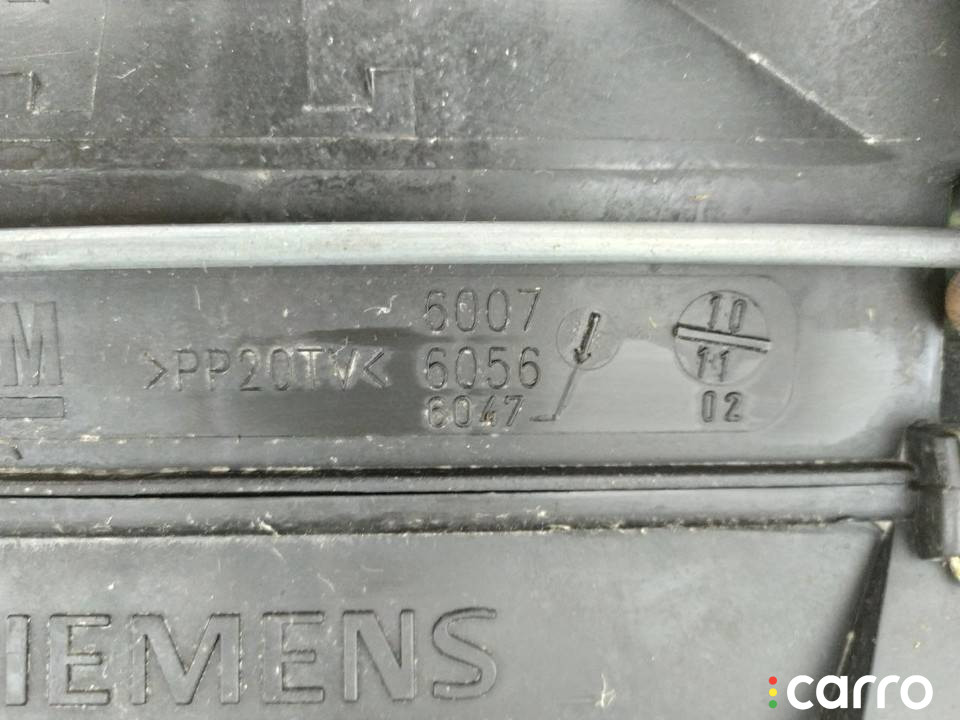 6007
M >PP20TV< 6056
6047
10
11
02
IEMENS
carro